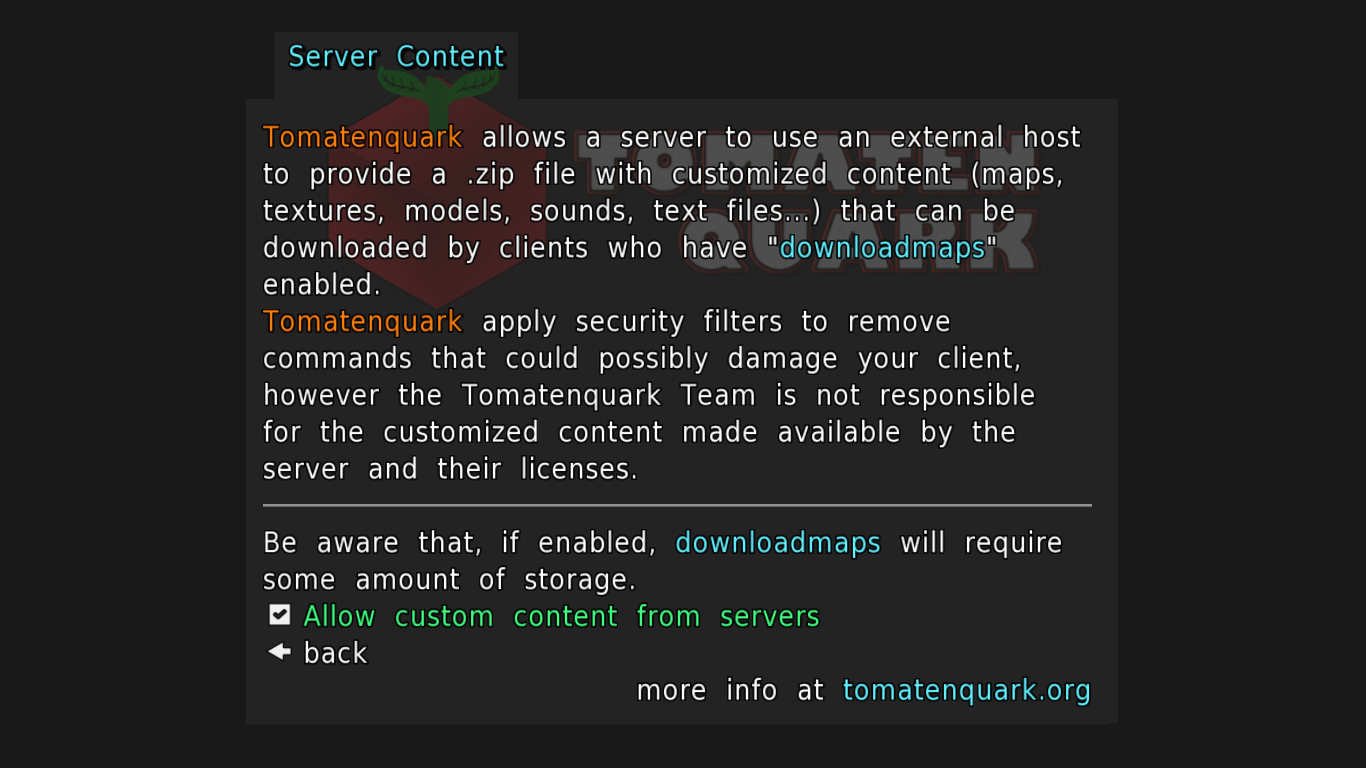 Server Content
TOMATEN
QUARK
Tomatenquark allows a server to use an external host
to provide a .zip file with customized content (maps,
textures, models, sounds, text files...) that can be
downloaded by clients who have "downloadmaps"
enabled.
Tomatenquark apply security filters to remove
commands that could possibly damage your client,
however the Tomatenquark Team is not responsible
for the customized content made available by the
server and their licenses.
Be aware that, if enabled, downloadmaps will require
some amount of storage.
Allow custom content from servers
back
more info at tomatenquark.org